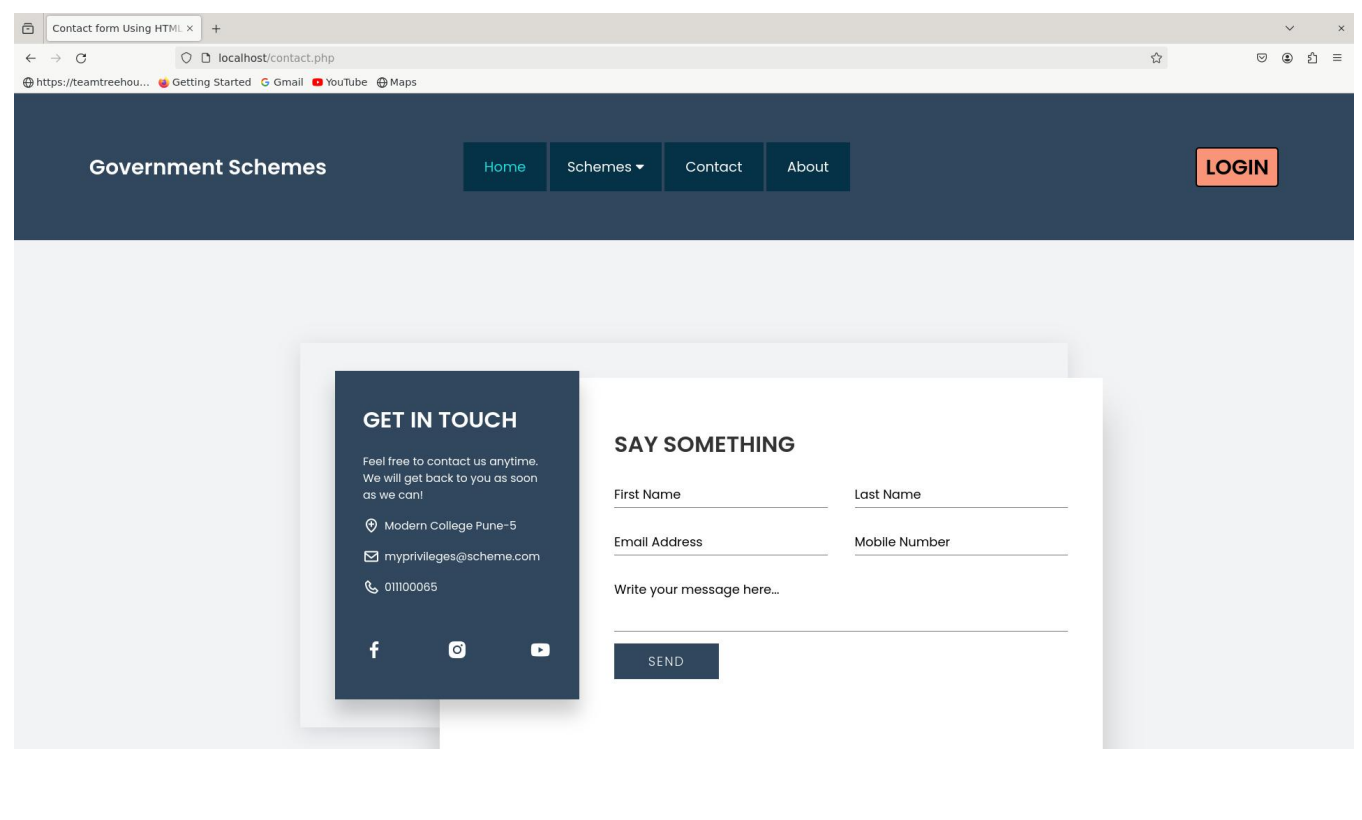 Contact form Using HTML
localhost/contact.php
https://teamtreehou... Getting Started Gmail YouTube Maps
Government Schemes
Home Schemes Contact About
LOGIN
GET IN TOUCH
Feel free to contact us anytime.
We will get back to you as soon
as we can!
Modern College Pune-5
myprivileges@scheme.com
011100065
SAY SOMETHING
First Name Last Name
Email Address Mobile Number
Write your message here...
SEND